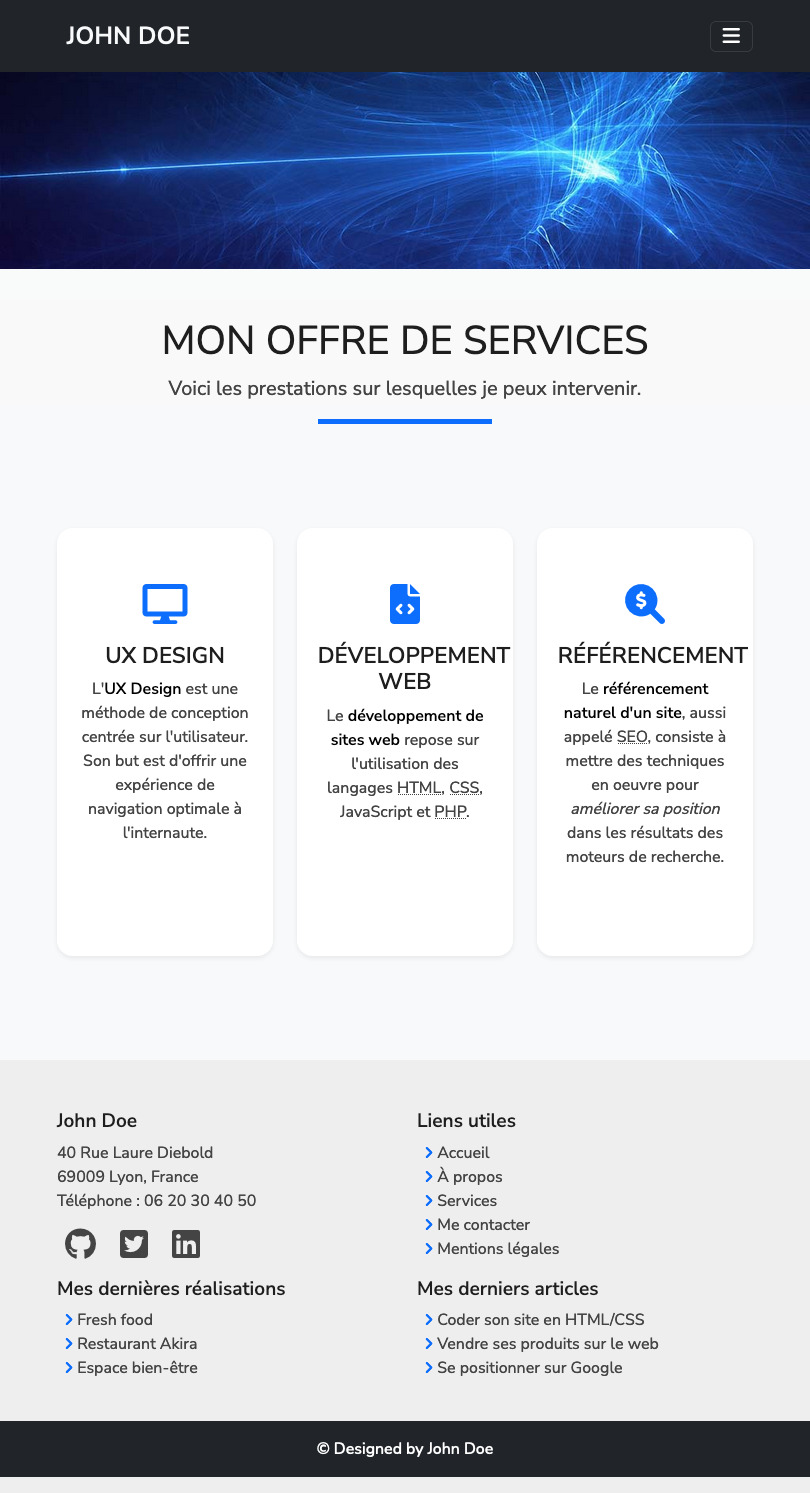 JOHN DOE
MON OFFRE DE SERVICES
Voici les prestations sur lesquelles je peux intervenir.
UX DESIGN
L'UX Design est une
méthode de conception
centrée sur l'utilisateur.
Son but est d'offrir une
expérience de
navigation optimale à
l'internaute.
DÉVELOPPEMENT
WEB
Le développement de
sites web repose sur
l'utilisation des
langages HTML, CSS,
JavaScript et PHP.
RÉFÉRENCEMENT
Le référencement
naturel d'un site, aussi
appelé SEO, consiste à
mettre des techniques
en oeuvre pour
améliorer sa position
dans les résultats des
moteurs de recherche.
John Doe
40 Rue Laure Diebold
69009 Lyon, France
Téléphone : 06 20 30 40 50
Liens utiles
Accueil
À propos
Services
Me contacter
Mentions légales
Mes dernières réalisations
Fresh food
Restaurant Akira
Espace bien-être
Mes derniers articles
Coder son site en HTML/CSS
Vendre ses produits sur le web
Se positionner sur Google
© Designed by John Doe